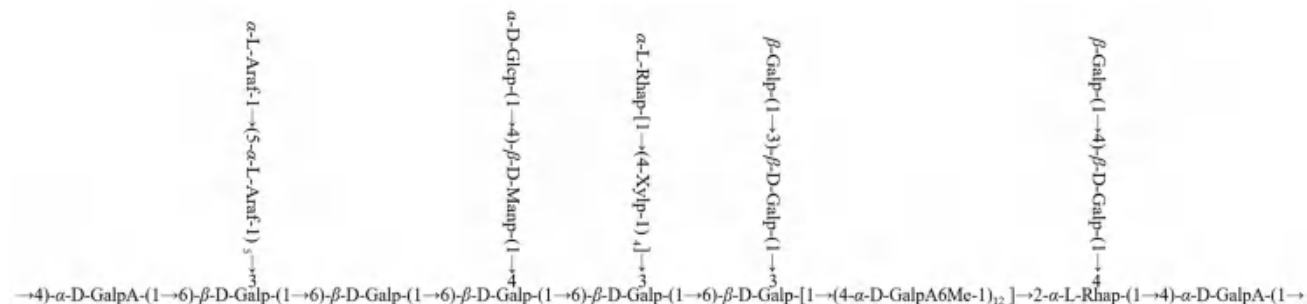 α-L-Araf-1→(5-α-L-Araf-1) ₅→3
α-D-Glcp-(1→4)-β-D-Manp-(1→4
α-L-Rhap-[1→(4-Xylp-1) ₄]→3
β-Galp-(1→3)-β-D-Galp-(1→3
β-Galp-(1→4)-β-D-Galp-(1→4
→4)-α-D-GalpA-(1→6)-β-D-Galp-(1→6)-β-D-Galp-(1→6)-β-D-Galp-(1→6)-β-D-Galp-(1→6)-β-D-Galp-[1→(4-α-D-GalpA6Me-1)₁₂ ]→2-α-L-Rhap-(1→4)-α-D-GalpA-(1→